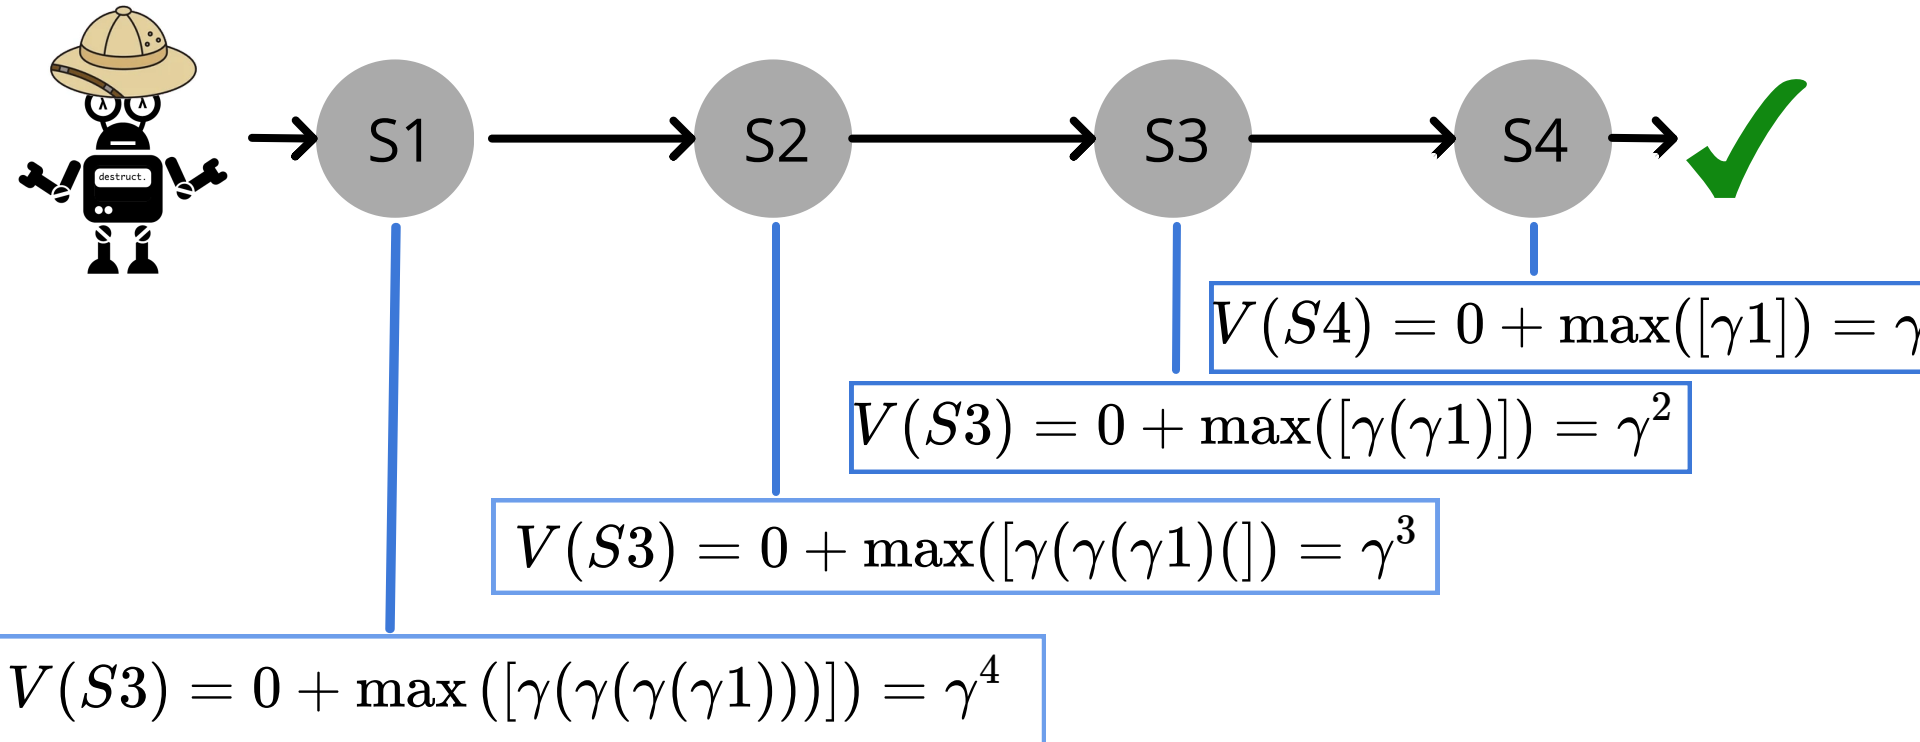 destruct.
S1
S2
S3
S4
V(S4) = 0 + max([γ1]) = γ
V(S3) = 0 + max([γ(γ1)]) = γ²
V(S3) = 0 + max([γ(γ(γ1)(]) = γ³
V(S3) = 0 + max([γ(γ(γ(γ1)))]) = γ⁴